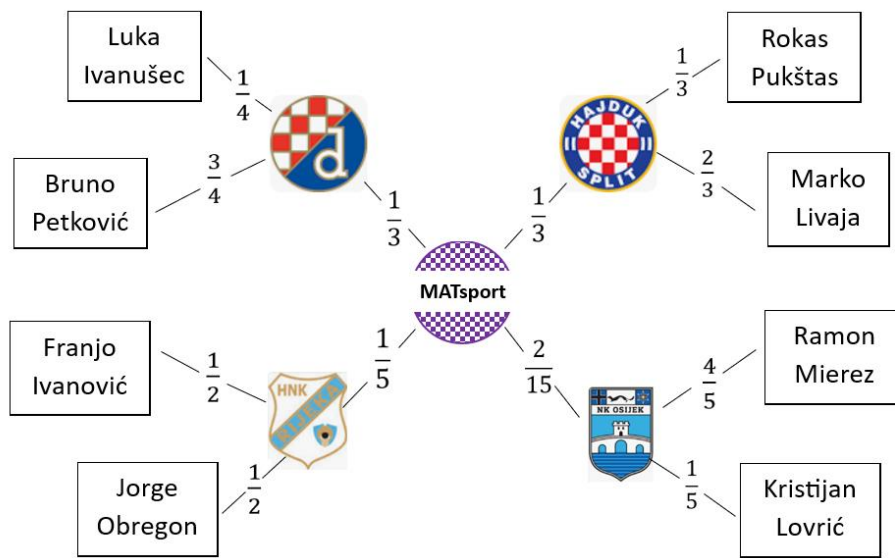 Luka
Ivanušec
1/4
Bruno
Petković
3/4
1/3
Rokas
Pukštas
1/3
HAJDUK
SPLIT
2/3
Marko
Livaja
1/3
MATsport
Franjo
Ivanović
1/2
HNK
RIJEKA
1/5
Jorge
Obregon
1/2
2/15
NK OSIJEK
4/5
Ramon
Mierez
1/5
Kristijan
Lovrić